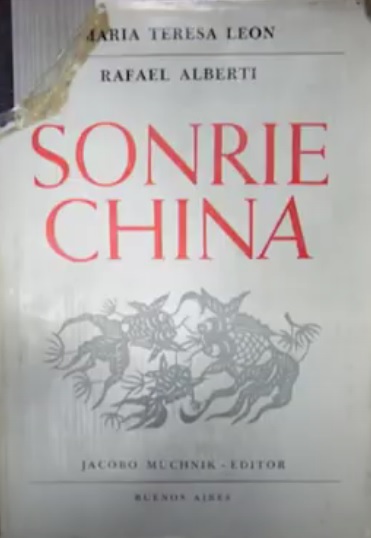 MARIA TERESA LEON
RAFAEL ALBERTI
SONRIE
CHINA
JACOBO MUCHNIK - EDITOR
BUENOS AIRES